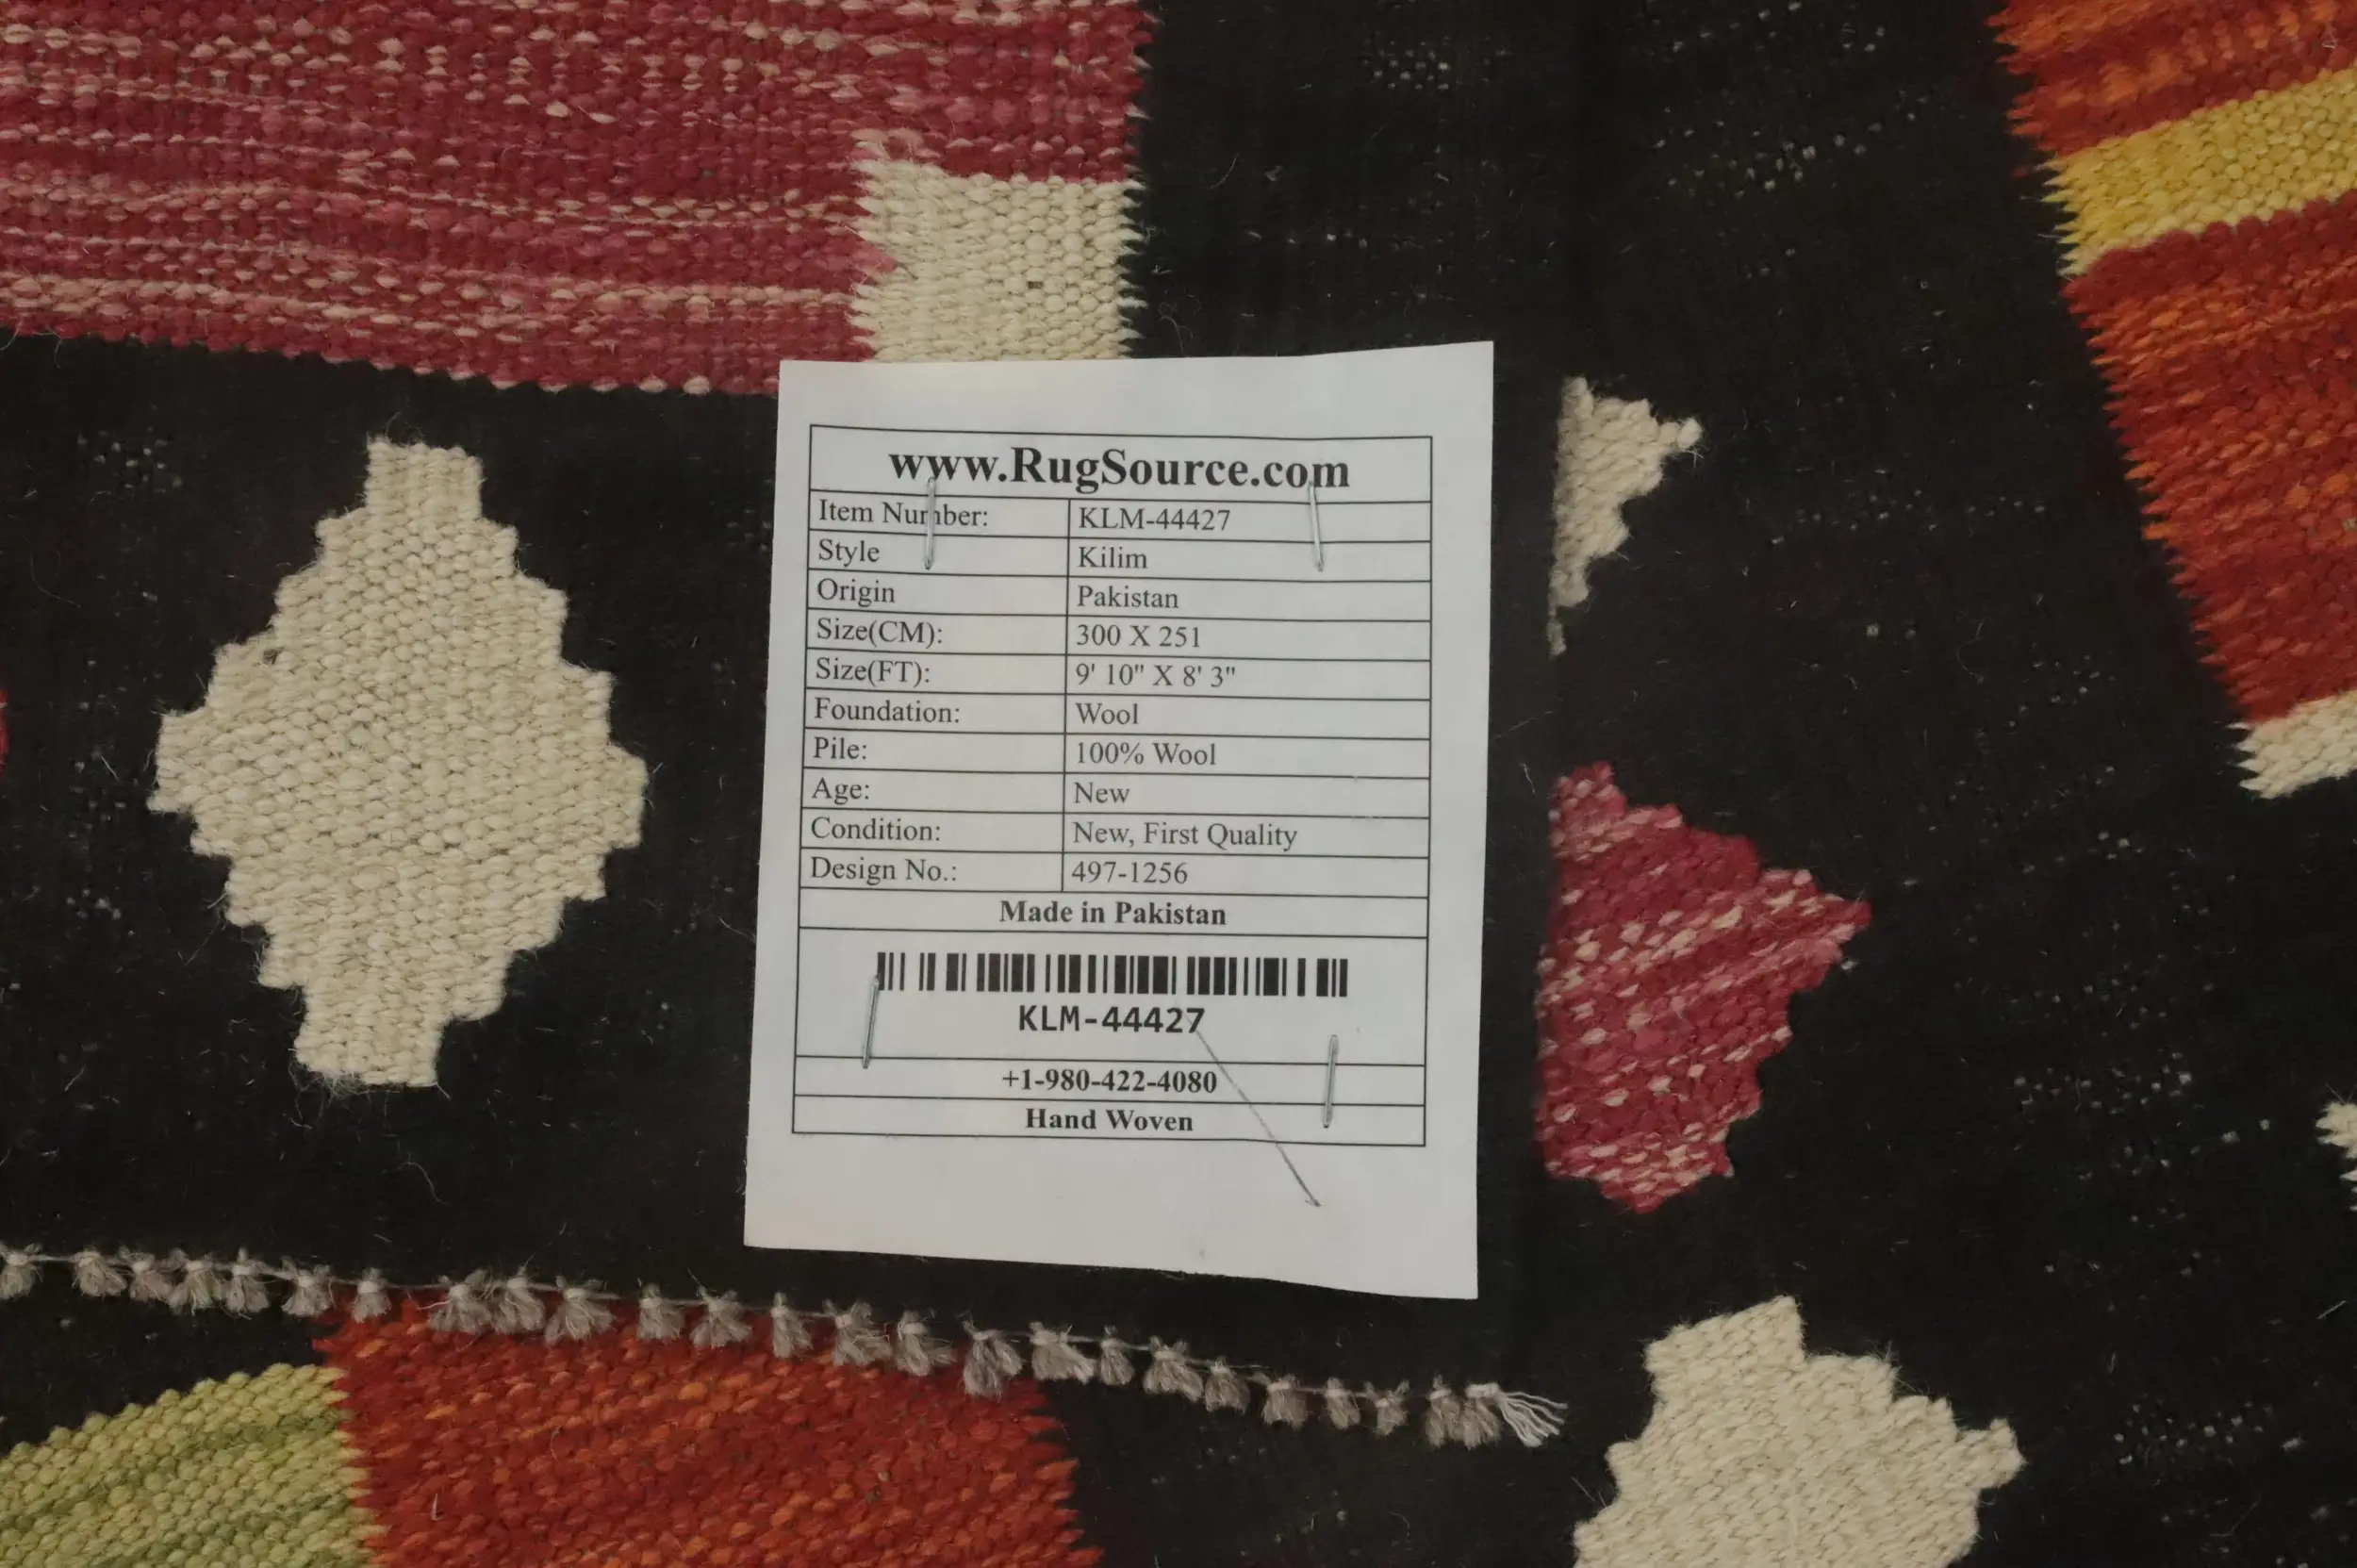 www.RugSource.com
Item Number: KLM-44427
Style Kilim
Origin Pakistan
Size(CM): 300 X 251
Size(FT): 9' 10" X 8' 3"
Foundation: Wool
Pile: 100% Wool
Age: New
Condition: New, First Quality
Design No.: 497-1256
Made in Pakistan
KLM-44427
+1-980-422-4080
Hand Woven